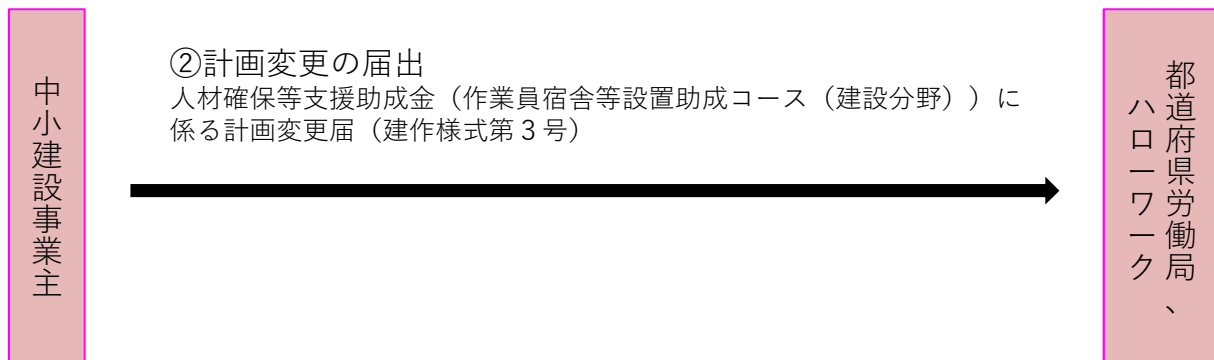 中小建設事業主
②計画変更の届出
人材確保等支援助成金（作業員宿舎等設置助成コース（建設分野））に
係る計画変更届（建作様式第３号）
都道府県労働局、
ハローワーク